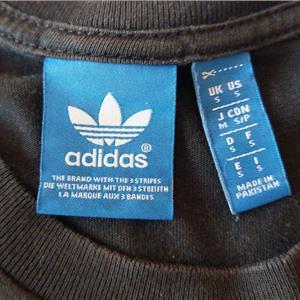 adidas®
THE BRAND WITH THE 3 STRIPES
DIE WELTMARKE MIT DEN 3 STREIFEN
LA MARQUE AUX 3 BANDES
UK US
S S
J CDN
M S/P
D F
S S
E I
S S
MADE IN
PAKISTAN